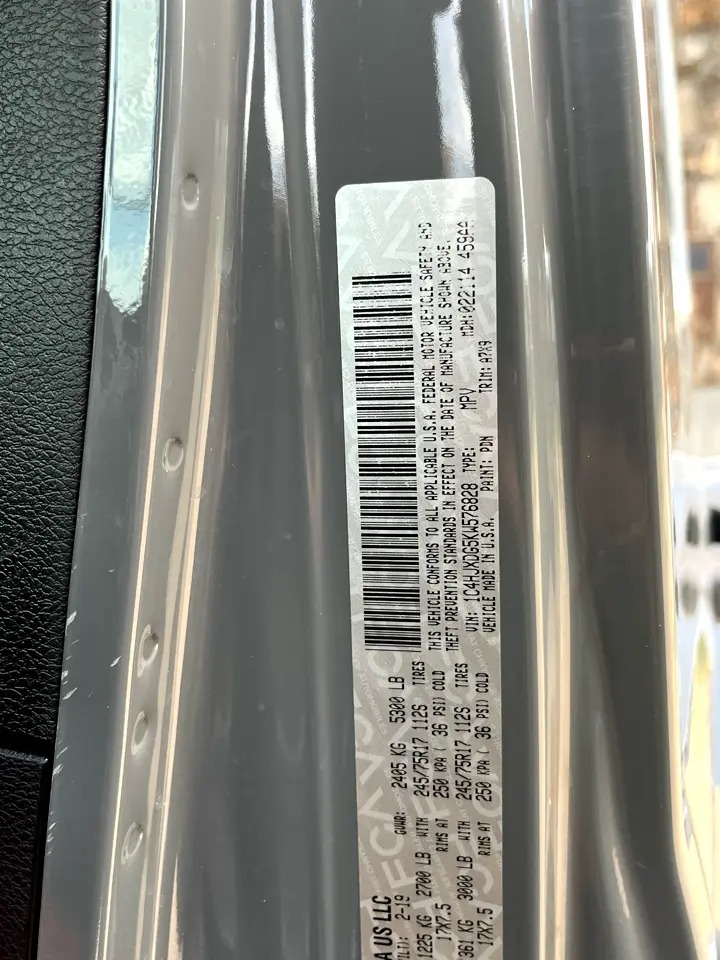 A US LLC
ILT): 2-19 GVWR: 2405 KG 5300 LB
1225 KG 2700 LB WITH 245/75R17 112S TIRES
17X7.5 RIMS AT 250 KPA ( 36 PSI) COLD
1361 KG 3000 LB WITH 245/75R17 112S TIRES
17X7.5 RIMS AT 250 KPA ( 36 PSI) COLD
THIS VEHICLE CONFORMS TO ALL APPLICABLE U.S.A. FEDERAL MOTOR VEHICLE SAFETY AND
THEFT PREVENTION STANDARDS IN EFFECT ON THE DATE OF MANUFACTURE SHOWN ABOVE.
VIN: 1C4HJXDG5KW576828 TYPE: MPV MDH:022114 459AA
VEHICLE MADE IN U.S.A. PAINT: PDN TRIM: A7X9